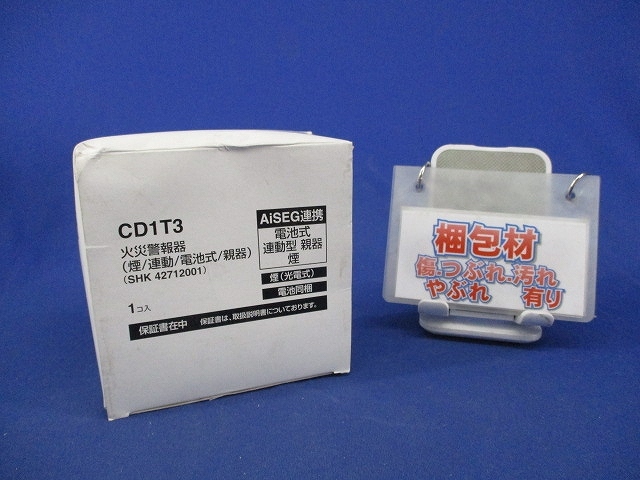 CD1T3
火災警報器
(煙/連動/電池式/親器)
(SHK 42712001)
1コ入
AiSEG連携
電池式
連動型 親器
煙
煙(光電式)
電池同梱
保証書在中 保証書は、取扱説明書についております。
梱包材
傷・つぶれ・汚れ
やぶれ 有り